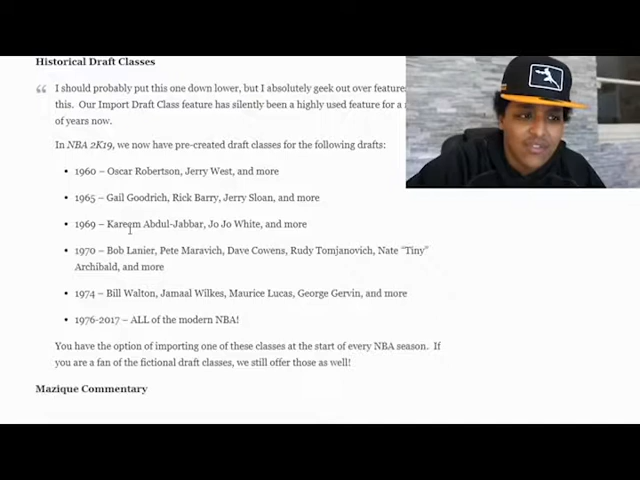 Historical Draft Classes
“ I should probably put this one down lower, but I absolutely geek out over feature
this. Our Import Draft Class feature has silently been a highly used feature for a
of years now.
In NBA 2K19, we now have pre-created draft classes for the following drafts:
• 1960 – Oscar Robertson, Jerry West, and more
• 1965 – Gail Goodrich, Rick Barry, Jerry Sloan, and more
• 1969 – Kareem Abdul-Jabbar, Jo Jo White, and more
• 1970 – Bob Lanier, Pete Maravich, Dave Cowens, Rudy Tomjanovich, Nate “Tiny”
Archibald, and more
• 1974 – Bill Walton, Jamaal Wilkes, Maurice Lucas, George Gervin, and more
• 1976-2017 – ALL of the modern NBA!
You have the option of importing one of these classes at the start of every NBA season. If
you are a fan of the fictional draft classes, we still offer those as well!
Mazique Commentary